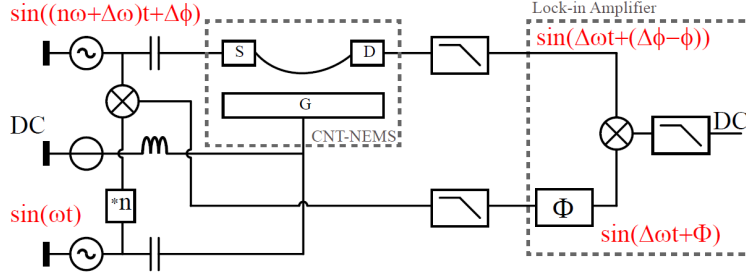 sin((nω+Δω)t+Δϕ)
Lock-in Amplifier
S
D
sin(Δωt+(Δϕ−ϕ))
G
CNT-NEMS
DC
DC
*n
Φ
sin(ωt)
sin(Δωt+Φ)